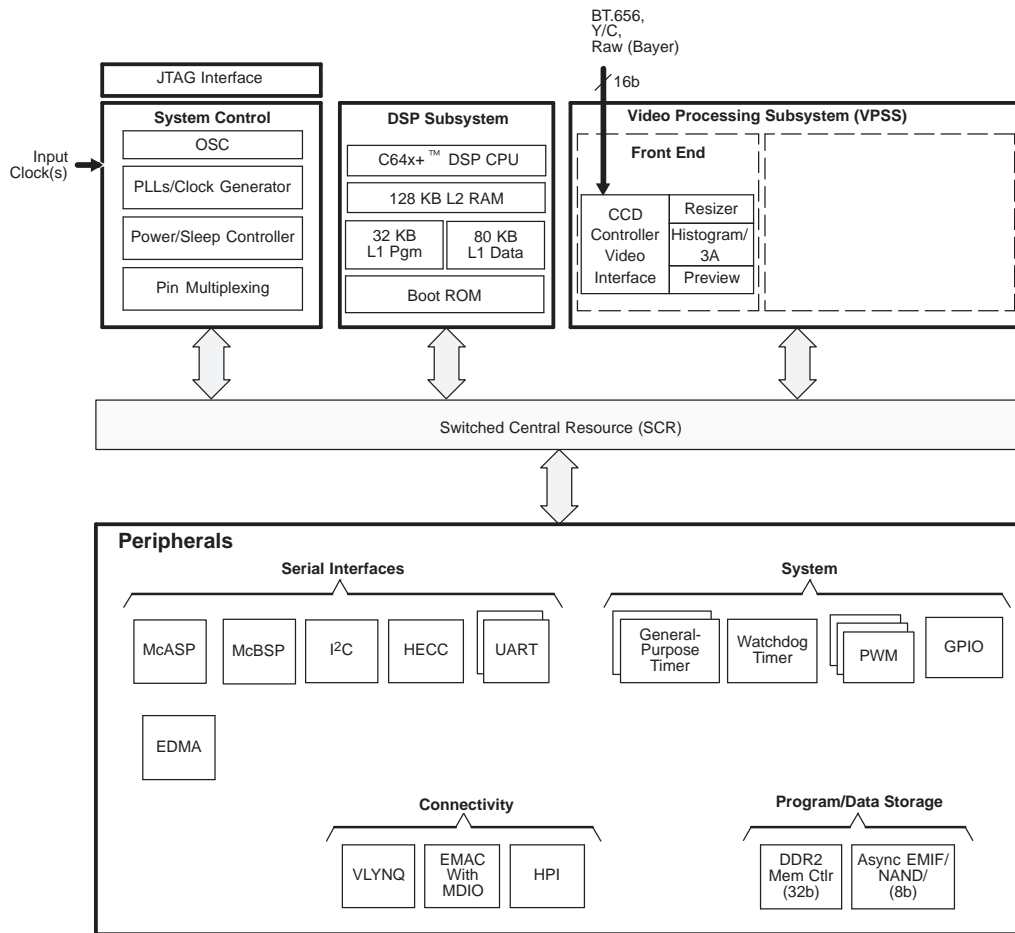 BT.656,
Y/C,
Raw (Bayer)
16b
JTAG Interface
Input
Clock(s)
System Control
OSC
PLLs/Clock Generator
Power/Sleep Controller
Pin Multiplexing
DSP Subsystem
C64x+™ DSP CPU
128 KB L2 RAM
32 KB
L1 Pgm
80 KB
L1 Data
Boot ROM
Video Processing Subsystem (VPSS)
Front End
CCD
Controller
Video
Interface
Resizer
Histogram/
3A
Preview
Switched Central Resource (SCR)
Peripherals
Serial Interfaces
McASP
McBSP
I²C
HECC
UART
System
General-
Purpose
Timer
Watchdog
Timer
PWM
GPIO
EDMA
Connectivity
VLYNQ
EMAC
With
MDIO
HPI
Program/Data Storage
DDR2
Mem Ctlr
(32b)
Async EMIF/
NAND/
(8b)